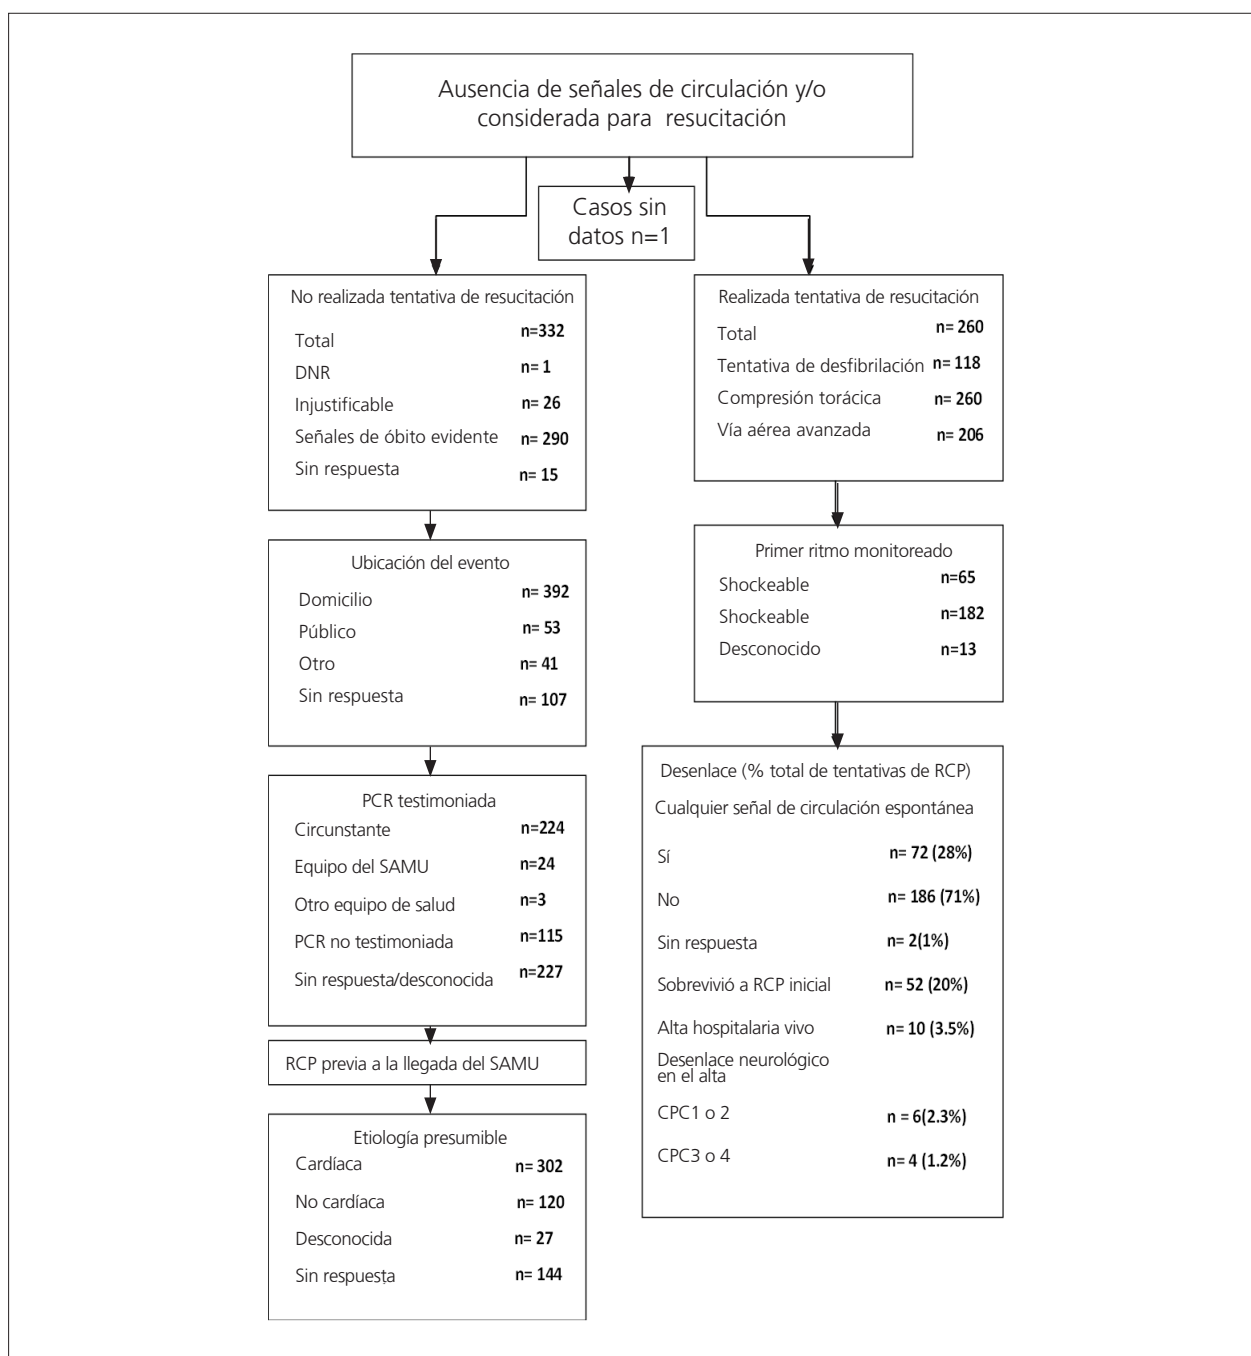 Ausencia de señales de circulación y/o
considerada para resucitación
Casos sin
datos n=1
No realizada tentativa de resucitación
Total n=332
DNR n= 1
Injustificable n= 26
Señales de óbito evidente n= 290
Sin respuesta n= 15
Ubicación del evento
Domicilio n= 392
Público n= 53
Otro n= 41
Sin respuesta n= 107
PCR testimoniada
Circunstante n=224
Equipo del SAMU n=24
Otro equipo de salud n=3
PCR no testimoniada n=115
Sin respuesta/desconocida n=227
RCP previa a la llegada del SAMU
Etiología presumible
Cardíaca n= 302
No cardíaca n= 120
Desconocida n= 27
Sin respuesta n= 144
Realizada tentativa de resucitación
Total n= 260
Tentativa de desfibrilación n= 118
Compresión torácica n= 260
Vía aérea avanzada n= 206
Primer ritmo monitoreado
Shockeable n=65
Shockeable n=182
Desconocido n=13
Desenlace (% total de tentativas de RCP)
Cualquier señal de circulación espontánea
Sí n= 72 (28%)
No n= 186 (71%)
Sin respuesta n= 2(1%)
Sobrevivió a RCP inicial n= 52 (20%)
Alta hospitalaria vivo n= 10 (3.5%)
Desenlace neurológico
en el alta
CPC1 o 2 n = 6(2.3%)
CPC3 o 4 n= 4 (1.2%)